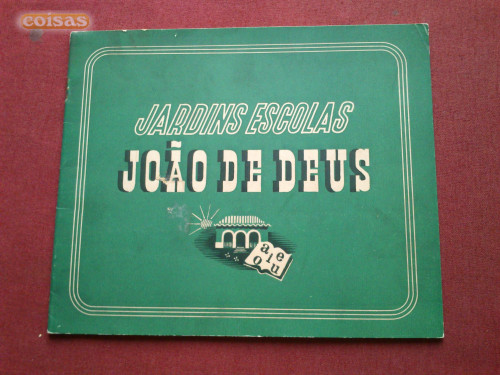 coisas
JARDINS ESCOLAS
JOÃO DE DEUS
a e i o u